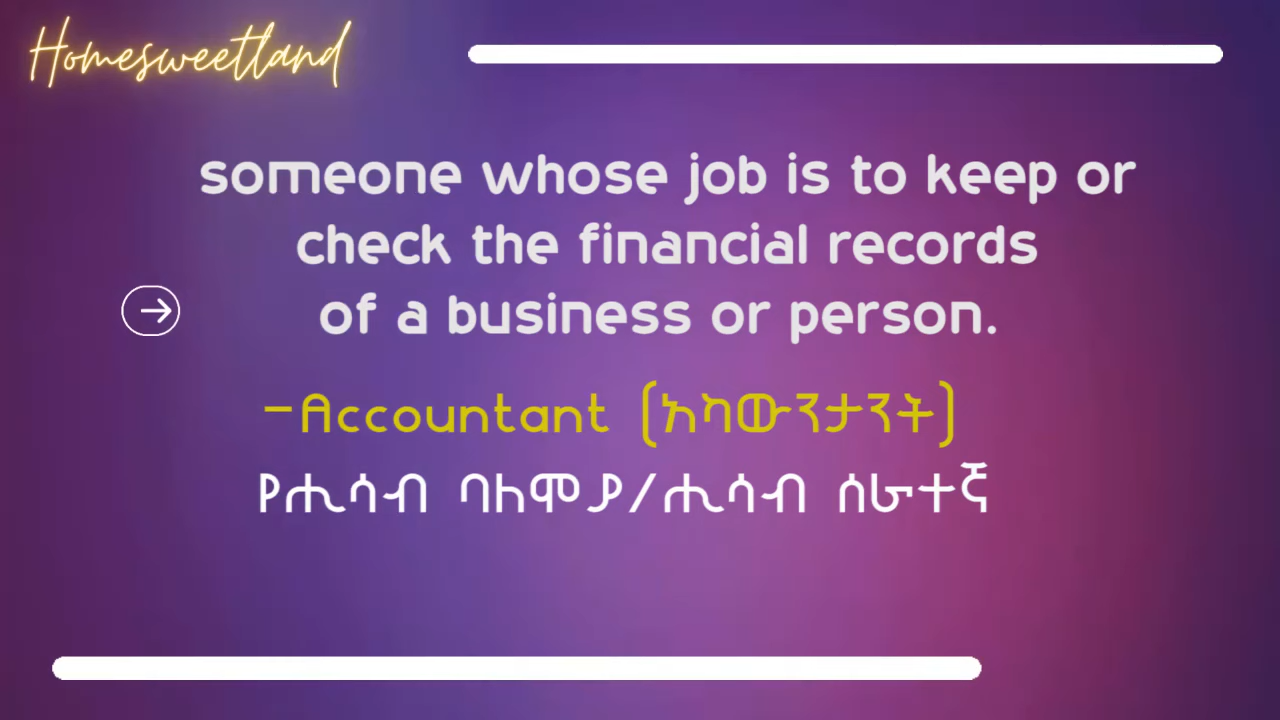 Homesweetland
someone whose job is to keep or
check the financial records
of a business or person.
-Accountant (አካውንታንት)
የሒሳብ ባለሞያ/ሒሳብ ሰራተኛ